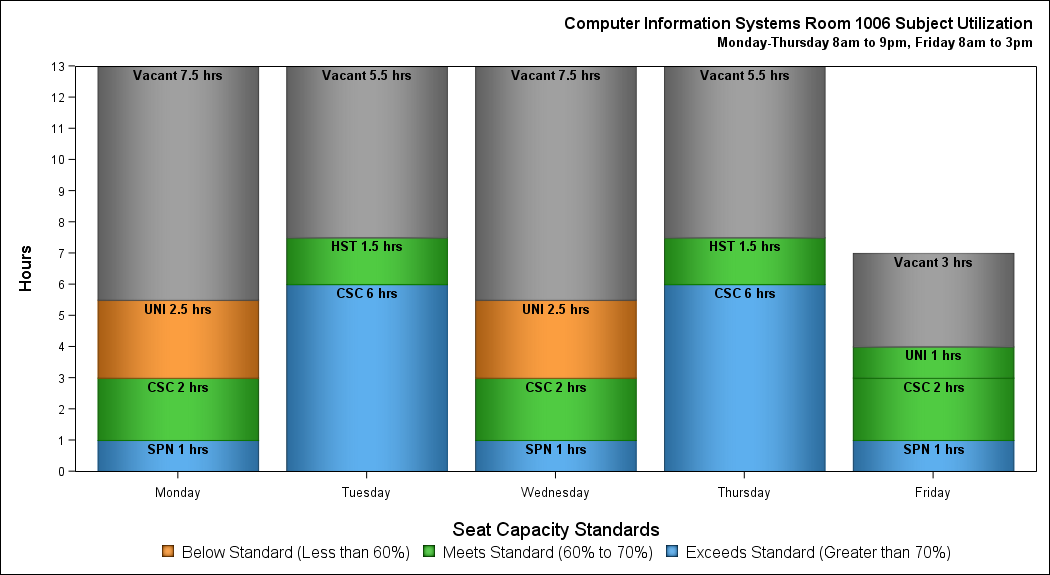 Computer Information Systems Room 1006 Subject Utilization
Monday-Thursday 8am to 9pm, Friday 8am to 3pm
Hours
13
12
11
10
9
8
7
6
5
4
3
2
1
0
Vacant 7.5 hrs
UNI 2.5 hrs
CSC 2 hrs
SPN 1 hrs
Vacant 5.5 hrs
HST 1.5 hrs
CSC 6 hrs
Vacant 7.5 hrs
UNI 2.5 hrs
CSC 2 hrs
SPN 1 hrs
Vacant 5.5 hrs
HST 1.5 hrs
CSC 6 hrs
Vacant 3 hrs
UNI 1 hrs
CSC 2 hrs
SPN 1 hrs
Monday Tuesday Wednesday Thursday Friday
Seat Capacity Standards
Below Standard (Less than 60%) Meets Standard (60% to 70%) Exceeds Standard (Greater than 70%)